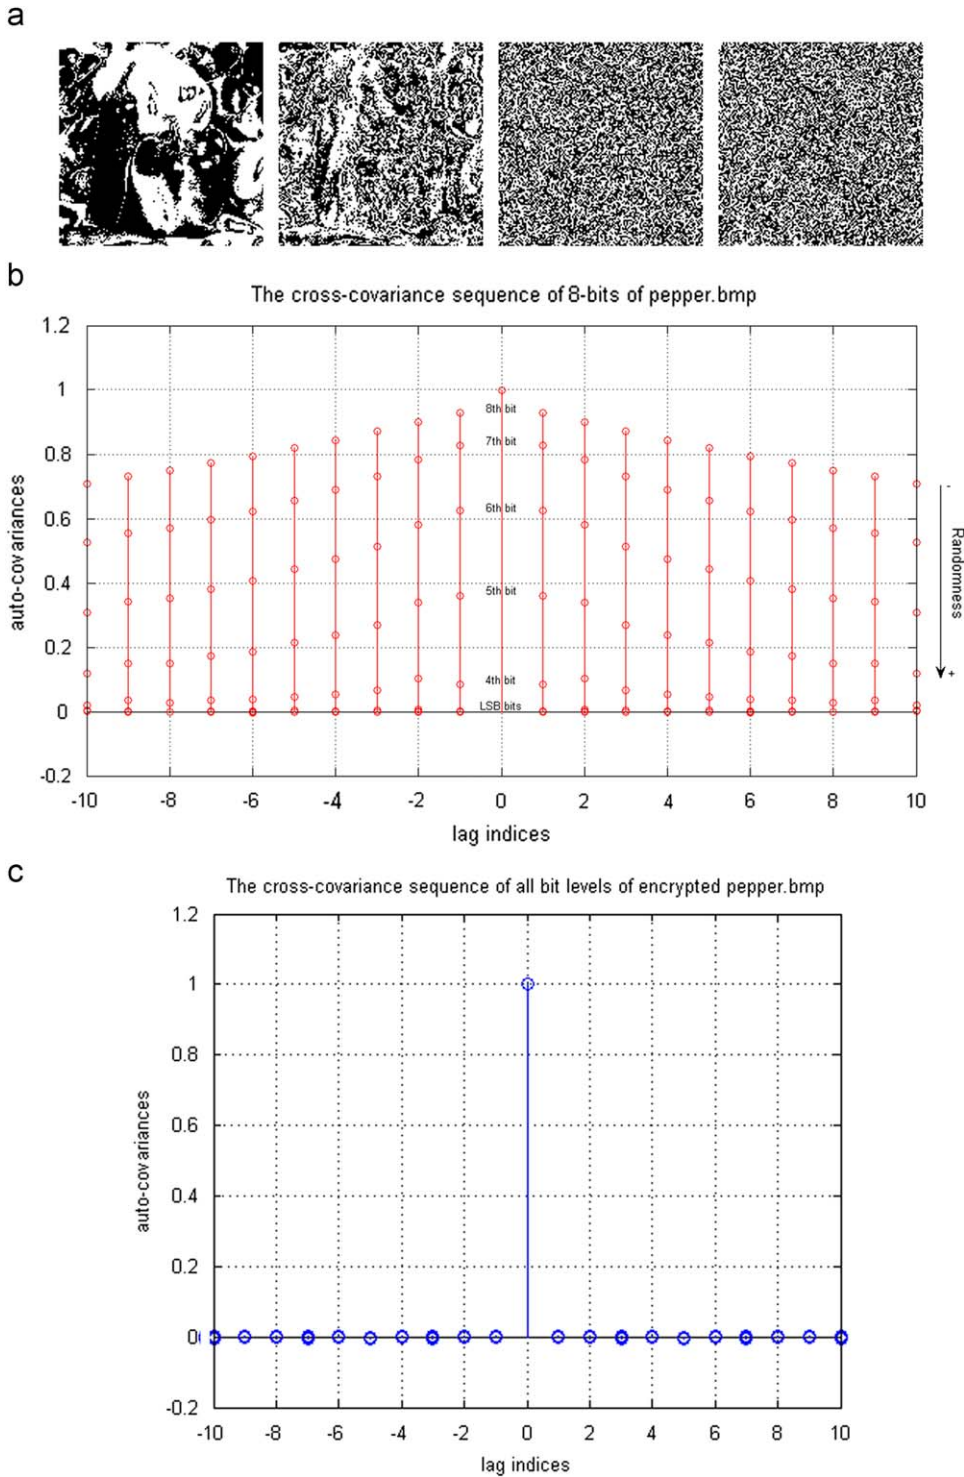 a
b
The cross-covariance sequence of 8-bits of pepper.bmp
1.2
1
0.8
0.6
0.4
0.2
0
-0.2
auto-covariances
8th bit
7th bit
6th bit
5th bit
4th bit
LSB bits
-
Randomness
+
-10 -8 -6 -4 -2 0 2 4 6 8 10
lag indices
c
The cross-covariance sequence of all bit levels of encrypted pepper.bmp
1.2
1
0.8
0.6
0.4
0.2
0
-0.2
auto-covariances
-10 -8 -6 -4 -2 0 2 4 6 8 10
lag indices